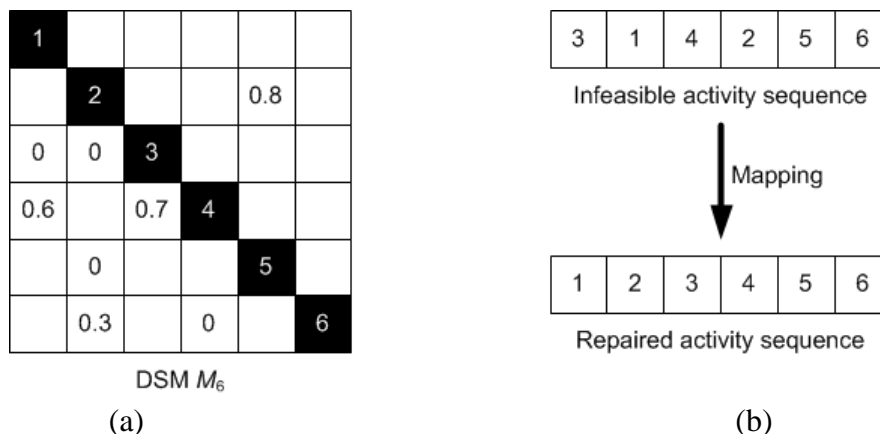 1
2 0.8
0 0 3
0.6 0.7 4
0 5
0.3 0 6
DSM M6
(a)
3 1 4 2 5 6
Infeasible activity sequence
Mapping
1 2 3 4 5 6
Repaired activity sequence
(b)